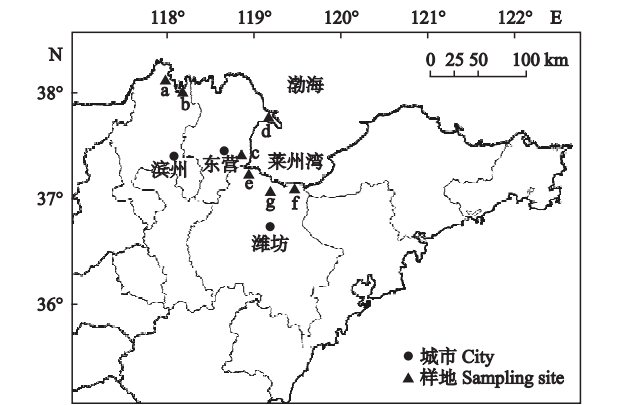 118° 119° 120° 121° 122° E
N
0 25 50 100 km
渤海
38°
a
b
d
c
滨州
东营
莱州湾
37°
e
g
f
潍坊
36°
城市 City
样地 Sampling site